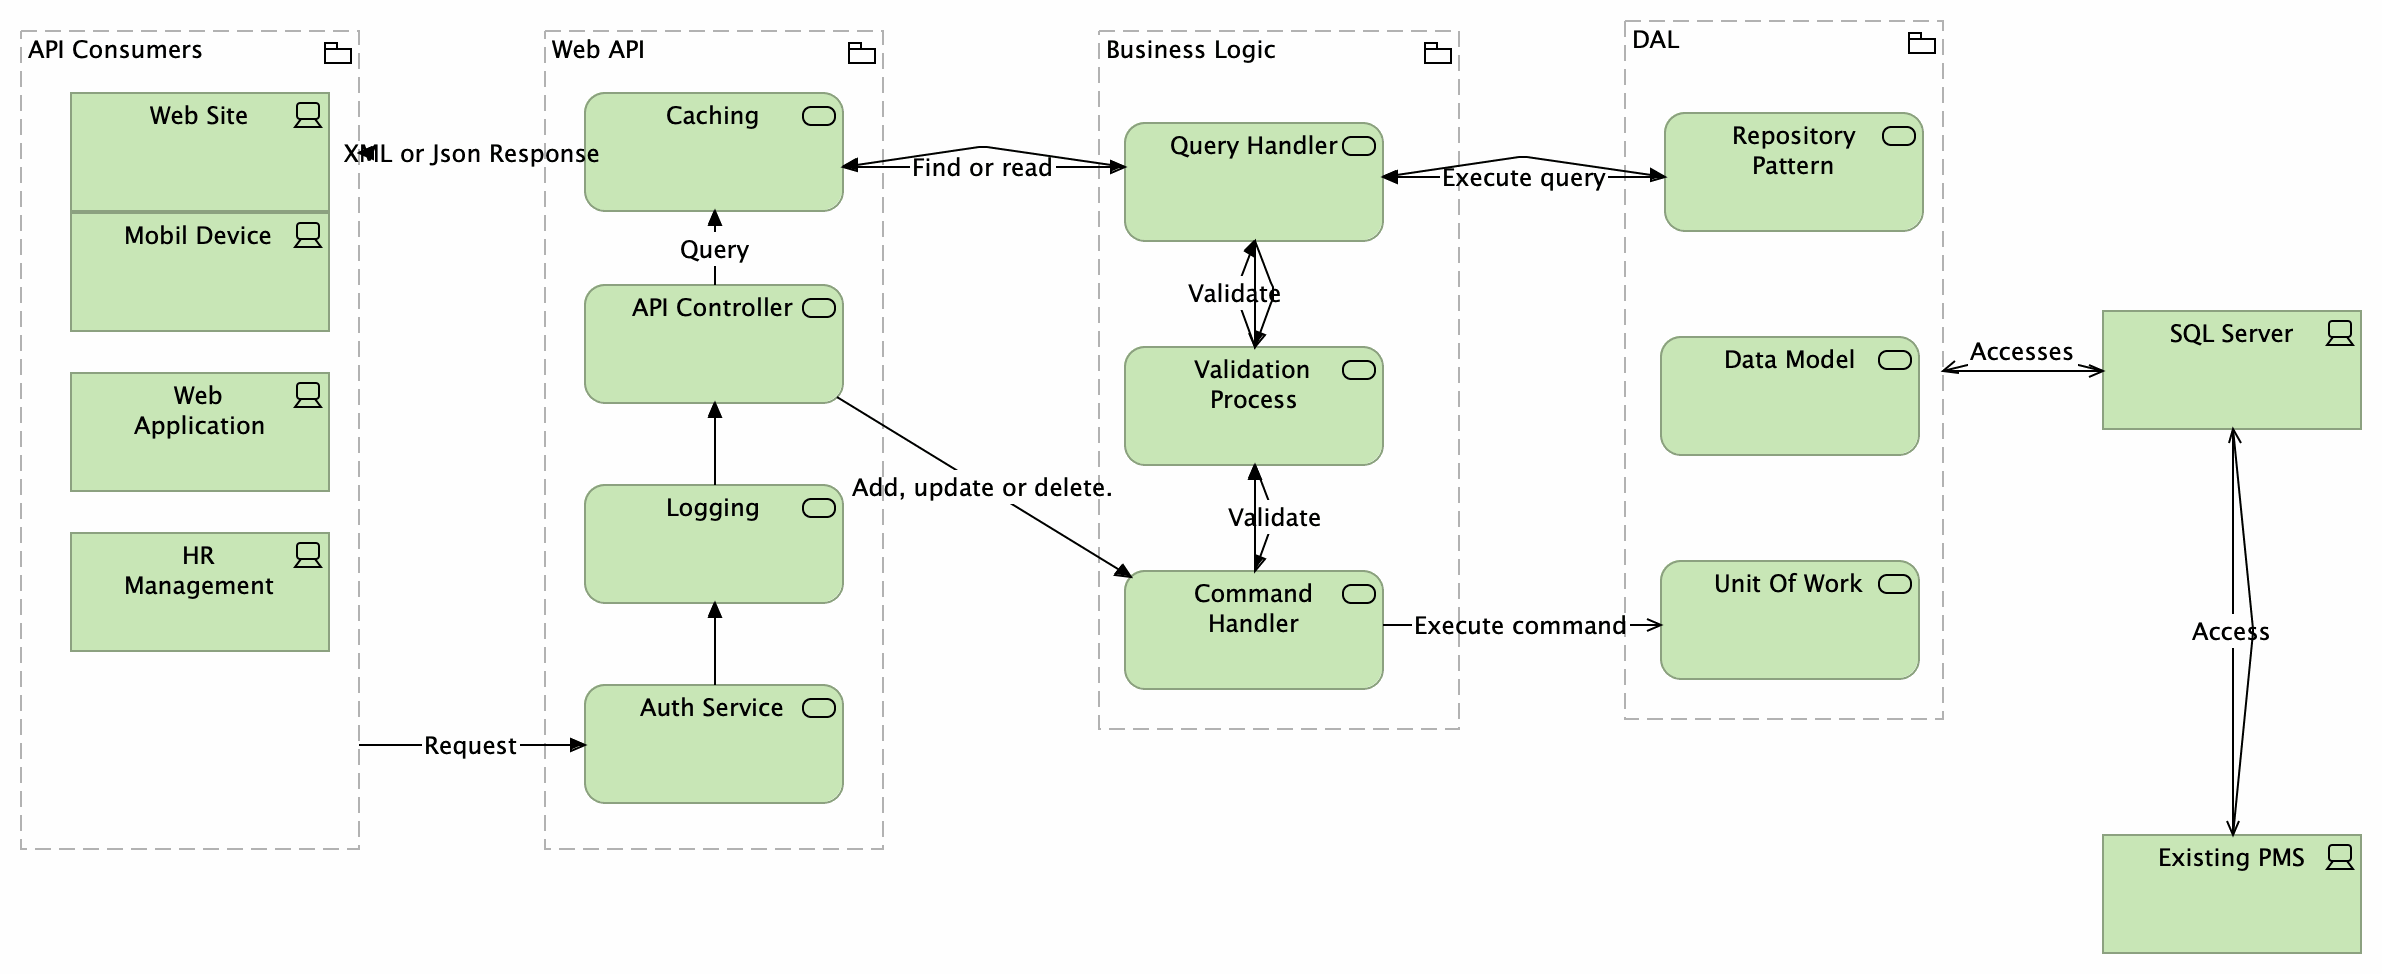 API Consumers
Web Site
Mobil Device
Web
Application
HR
Management
XML or Json Response
Request
Web API
Caching
Query
API Controller
Logging
Auth Service
Find or read
Add, update or delete.
Business Logic
Query Handler
Validate
Validation
Process
Validate
Command
Handler
Execute query
Execute command
DAL
Repository
Pattern
Data Model
Unit Of Work
Accesses
SQL Server
Access
Existing PMS